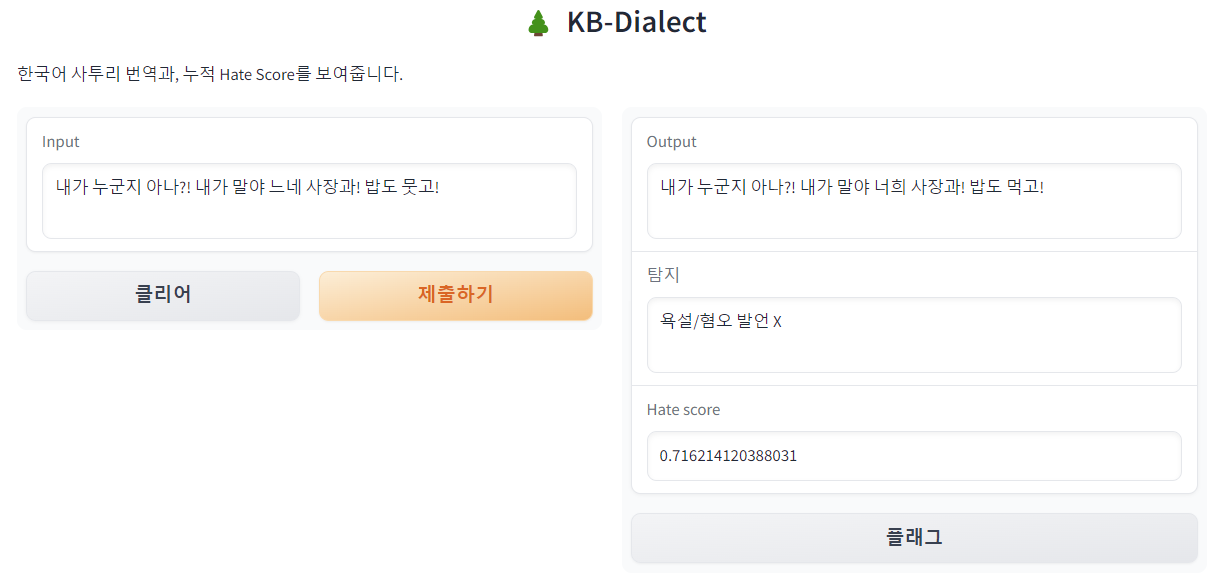 🌲 KB-Dialect
한국어 사투리 번역과, 누적 Hate Score를 보여줍니다.
Input
내가 누군지 아나?! 내가 말야 느네 사장과! 밥도 뭇고!
클리어
제출하기
Output
내가 누군지 아나?! 내가 말야 너희 사장과! 밥도 먹고!
탐지
욕설/혐오 발언 X
Hate score
0.716214120388031
플래그